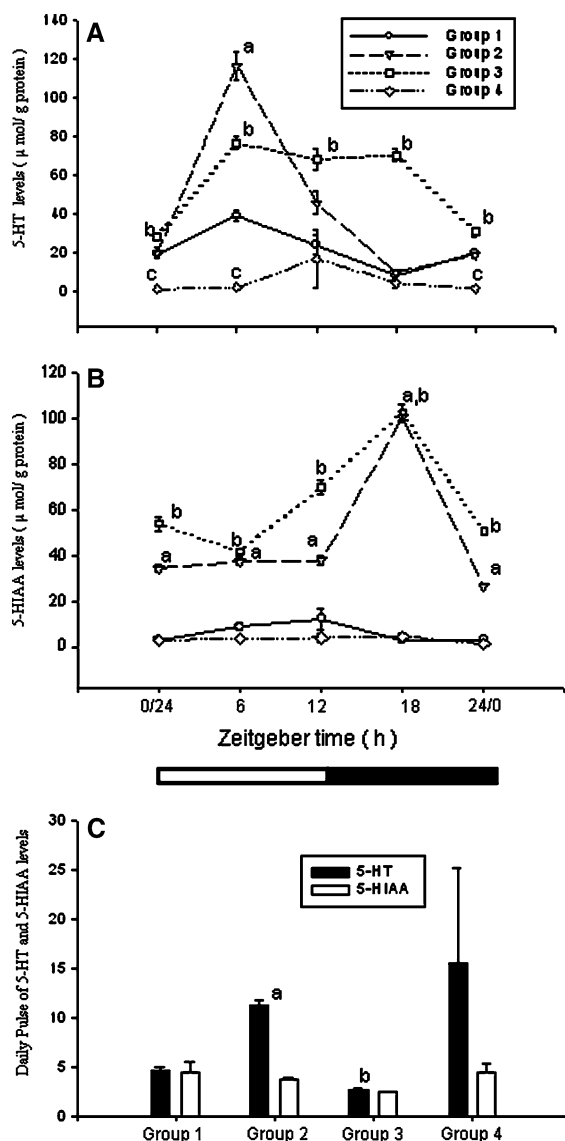 A
140
120
100
80
60
40
20
0
5-HT levels ( μ mol/ g protein )
Group 1
Group 2
Group 3
Group 4
a
b
b
b
b
b
c
c
c
B
120
100
80
60
40
20
0
5-HIAA levels ( μ mol/ g protein )
a,b
b
b
b
b
a
a
a
a
0/24
6
12
18
24/0
Zeitgeber time ( h )
C
30
25
20
15
10
5
0
Daily Pulse of 5-HT and 5-HIAA levels
5-HT
5-HIAA
a
b
Group 1
Group 2
Group 3
Group 4